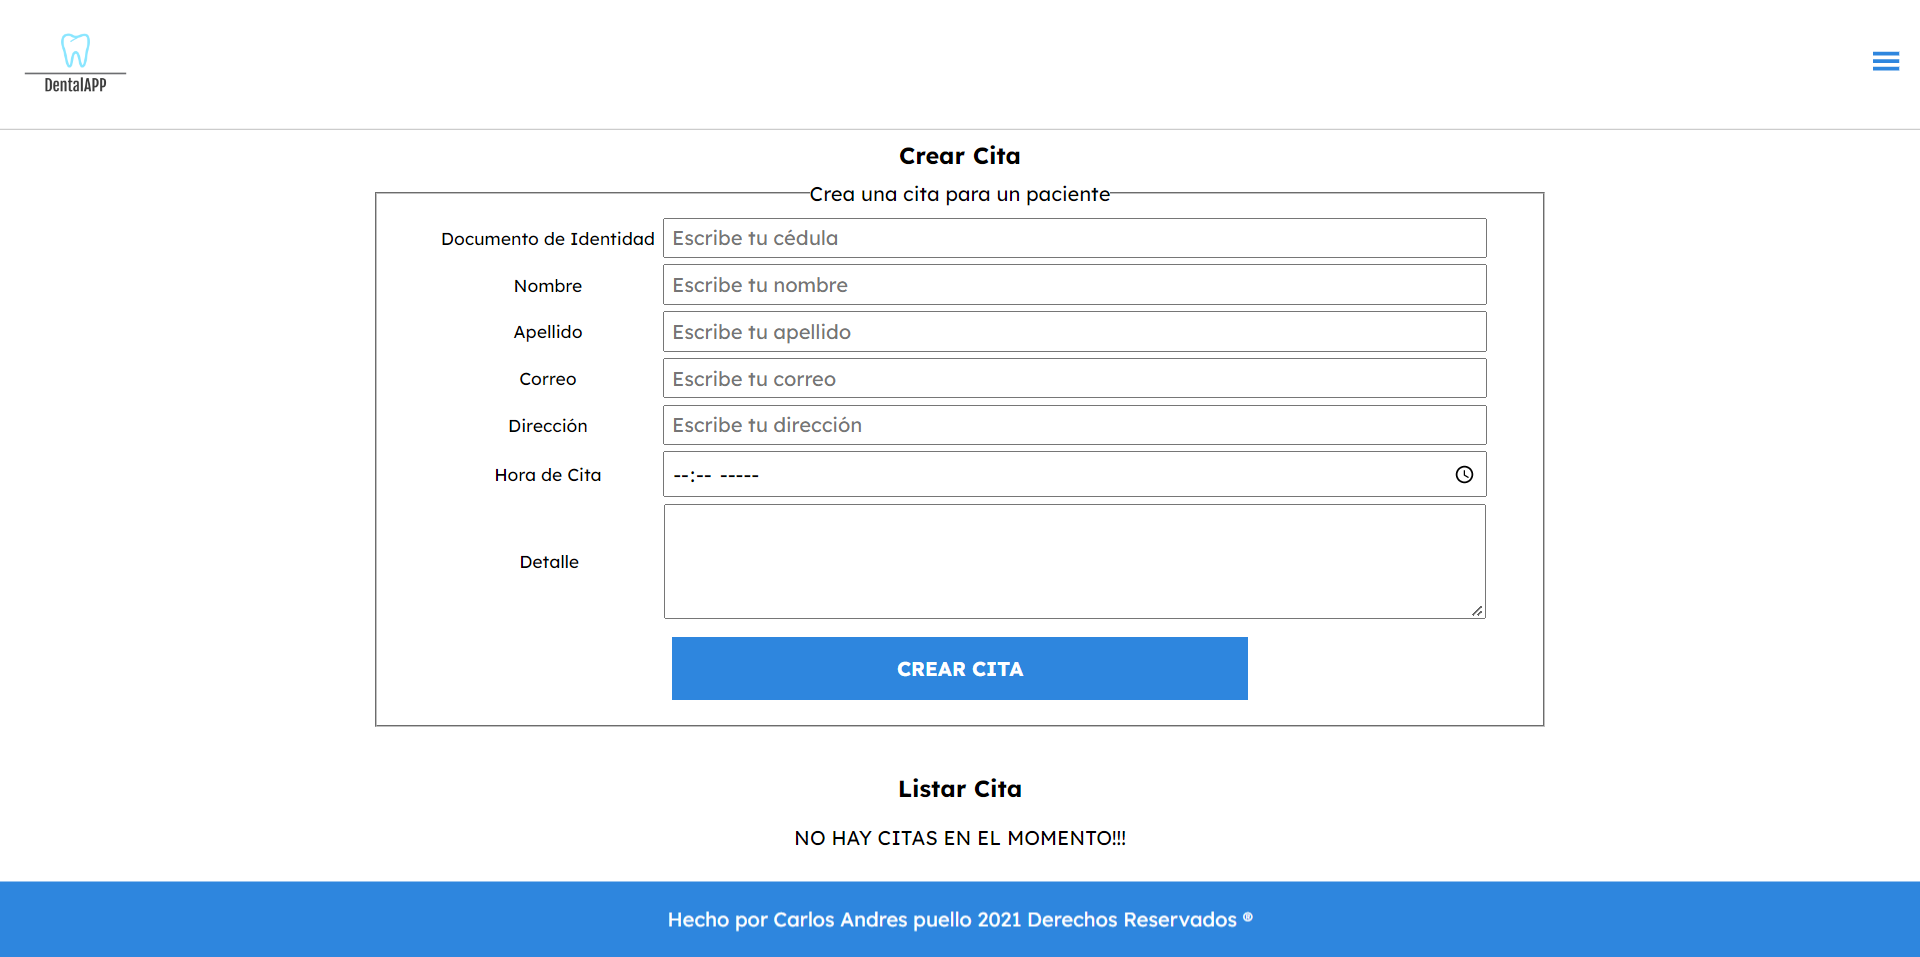 DentalAPP
Crear Cita
Crea una cita para un paciente
Documento de Identidad Escribe tu cédula
Nombre Escribe tu nombre
Apellido Escribe tu apellido
Correo Escribe tu correo
Dirección Escribe tu dirección
Hora de Cita --:-- -----
Detalle
CREAR CITA
Listar Cita
NO HAY CITAS EN EL MOMENTO!!!
Hecho por Carlos Andres puello 2021 Derechos Reservados ®